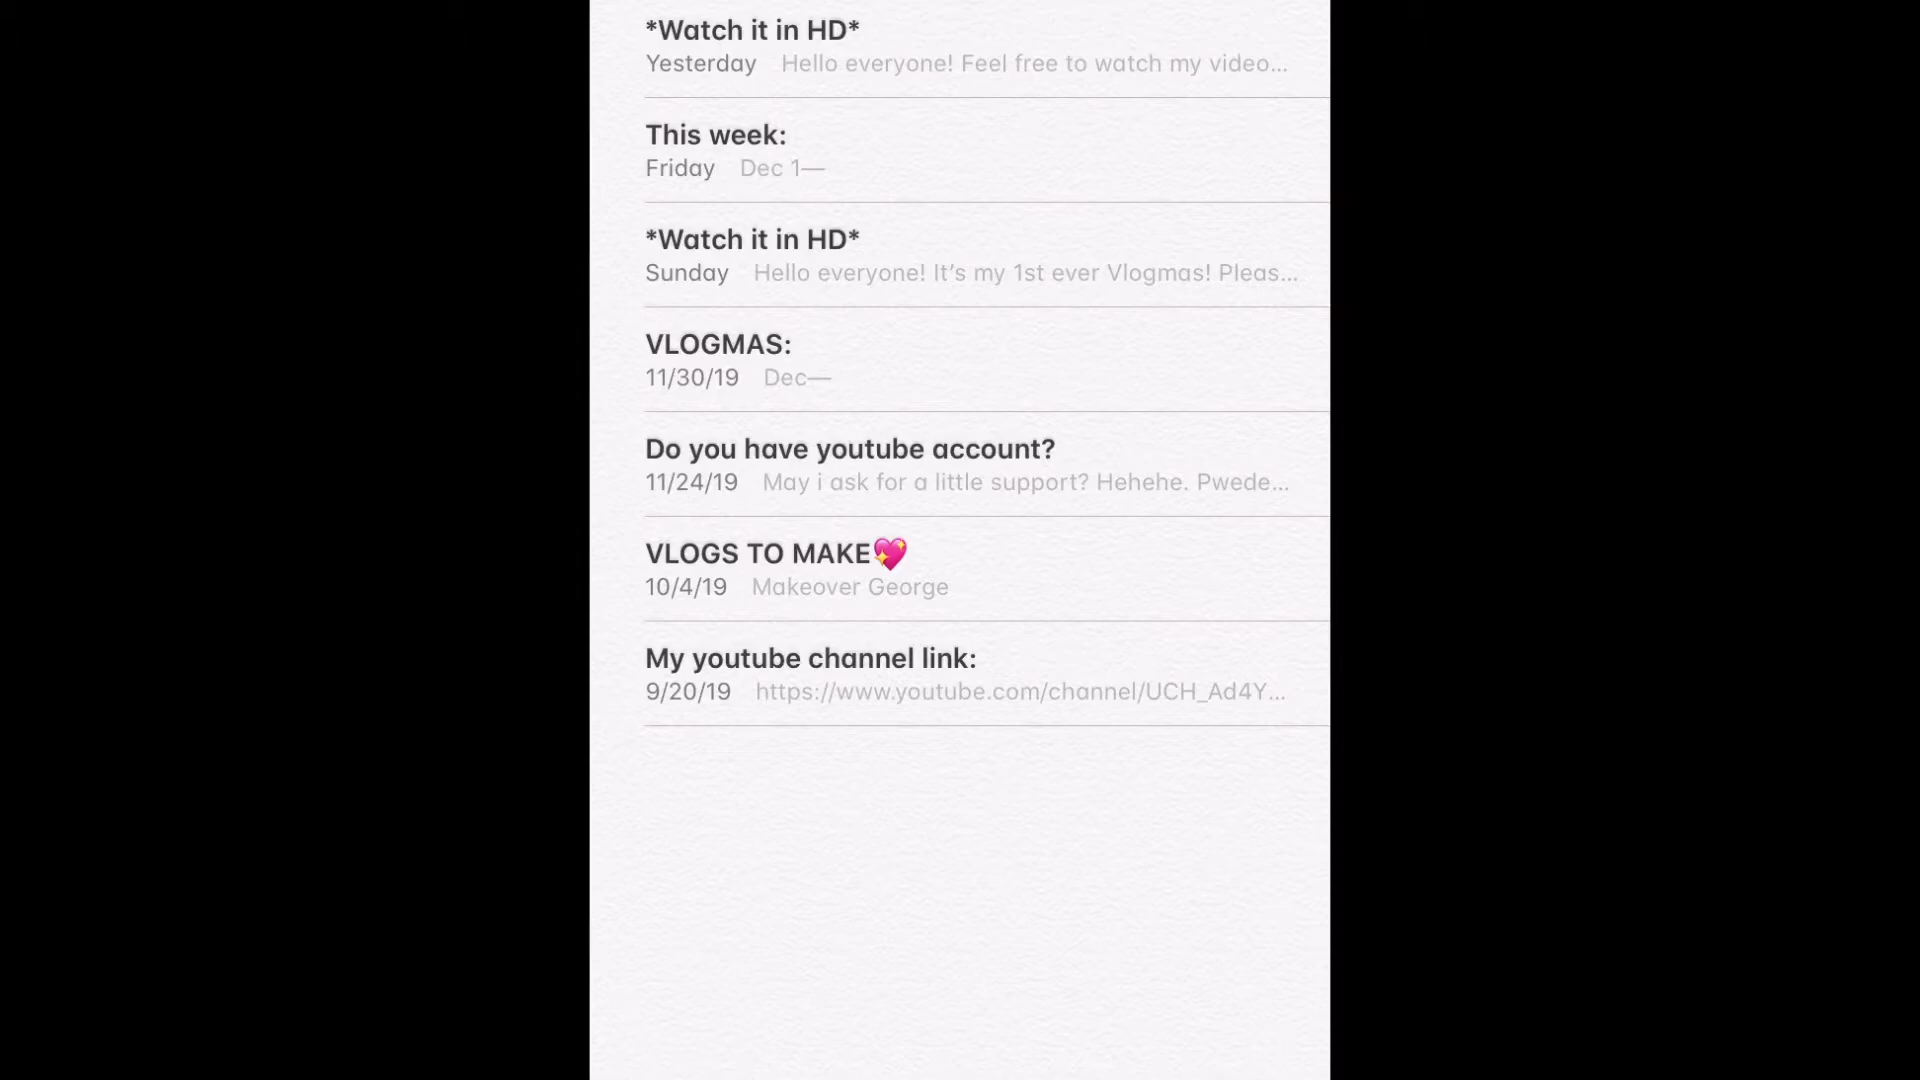 *Watch it in HD*
Yesterday Hello everyone! Feel free to watch my video...
This week:
Friday Dec 1—
*Watch it in HD*
Sunday Hello everyone! It’s my 1st ever Vlogmas! Pleas...
VLOGMAS:
11/30/19 Dec—
Do you have youtube account?
11/24/19 May i ask for a little support? Hehehe. Pwede...
VLOGS TO MAKE💖
10/4/19 Makeover George
My youtube channel link:
9/20/19 https://www.youtube.com/channel/UCH_Ad4Y...